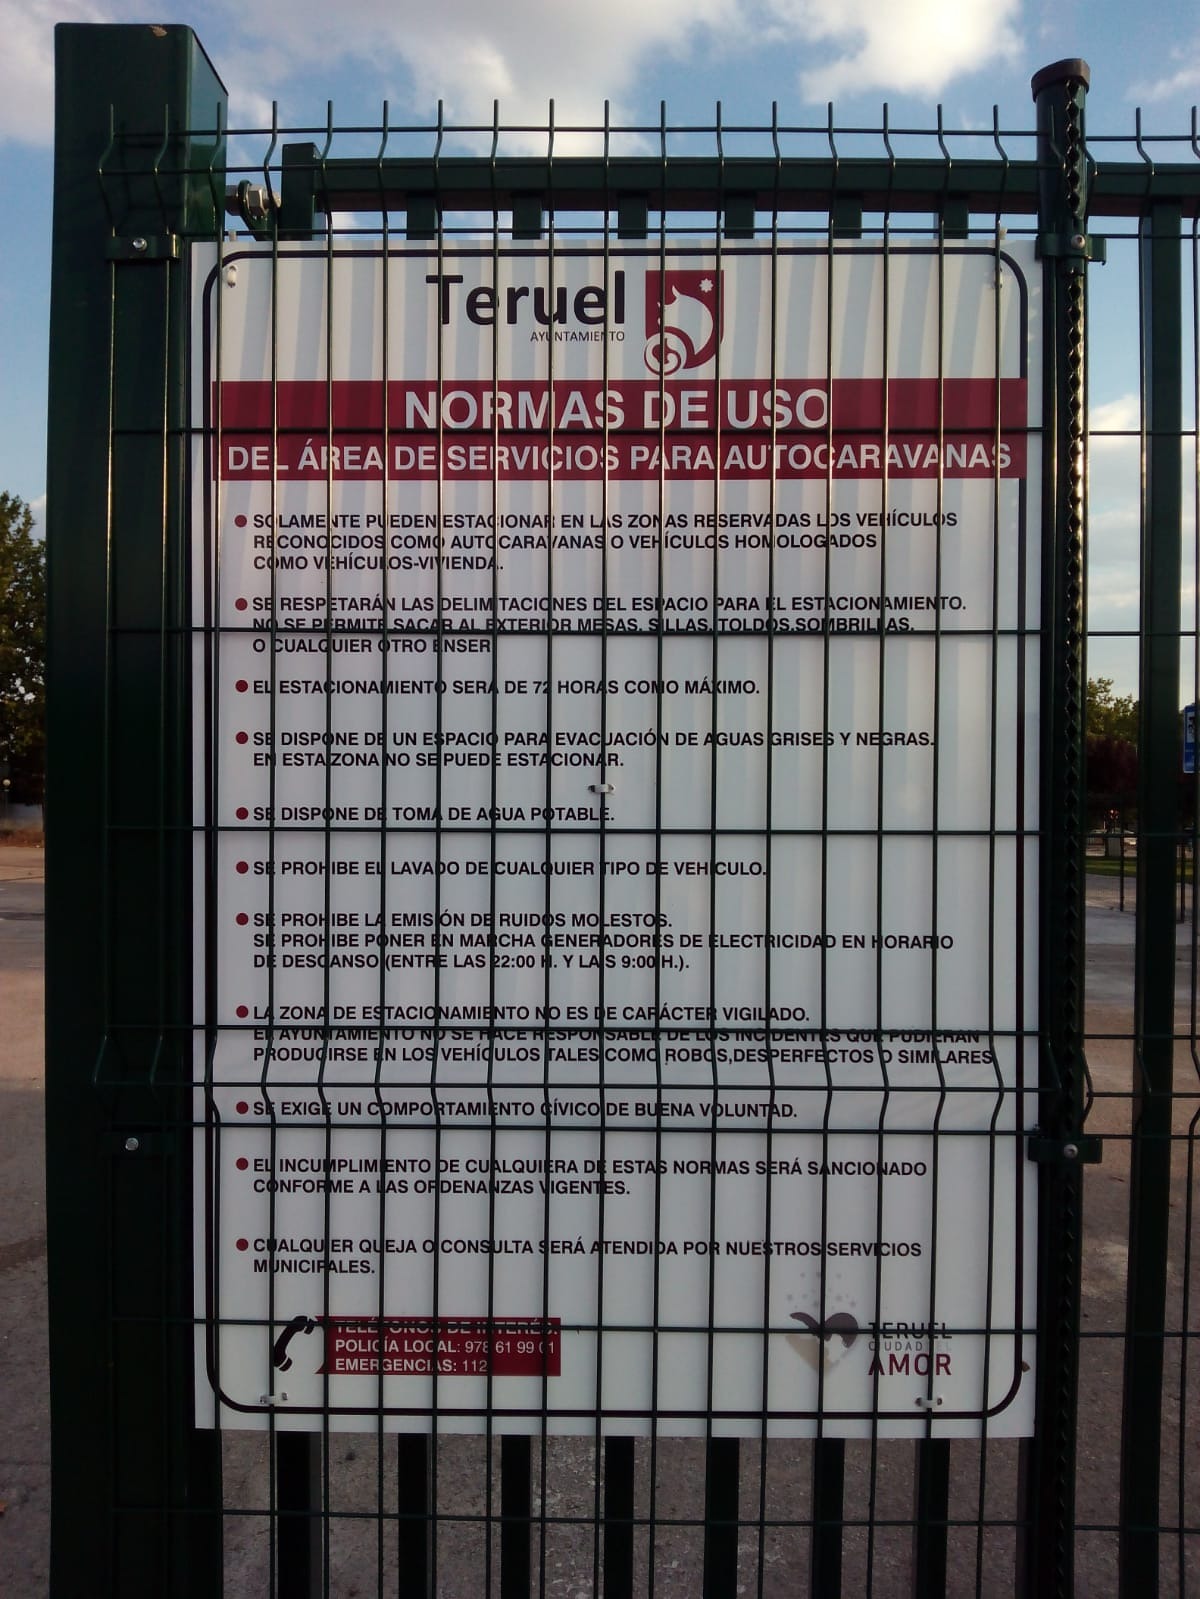 Teruel
AYUNTAMIENTO
NORMAS DE USO
DEL ÁREA DE SERVICIOS PARA AUTOCARAVANAS
● SOLAMENTE PUEDEN ESTACIONAR EN LAS ZONAS RESERVADAS LOS VEHÍCULOS
RECONOCIDOS COMO AUTOCARAVANAS O VEHÍCULOS HOMOLOGADOS
COMO VEHÍCULOS-VIVIENDA.
● SE RESPETARÁN LAS DELIMITACIONES DEL ESPACIO PARA EL ESTACIONAMIENTO.
NO SE PERMITE SACAR AL EXTERIOR MESAS, SILLAS, TOLDOS,SOMBRILLAS,
O CUALQUIER OTRO ENSER
● EL ESTACIONAMIENTO SERÁ DE 72 HORAS COMO MÁXIMO.
● SE DISPONE DE UN ESPACIO PARA EVACUACIÓN DE AGUAS GRISES Y NEGRAS.
EN ESTA ZONA NO SE PUEDE ESTACIONAR.
● SE DISPONE DE TOMA DE AGUA POTABLE.
● SE PROHIBE EL LAVADO DE CUALQUIER TIPO DE VEHÍCULO.
● SE PROHIBE LA EMISIÓN DE RUIDOS MOLESTOS.
SE PROHIBE PONER EN MARCHA GENERADORES DE ELECTRICIDAD EN HORARIO
DE DESCANSO (ENTRE LAS 22:00 H. Y LAS 9:00 H.).
● LA ZONA DE ESTACIONAMIENTO NO ES DE CARÁCTER VIGILADO.
EL AYUNTAMIENTO NO SE HACE RESPONSABLE DE LOS INCIDENTES QUE PUDIERAN
PRODUCIRSE EN LOS VEHÍCULOS TALES COMO ROBOS,DESPERFECTOS O SIMILARES
● SE EXIGE UN COMPORTAMIENTO CÍVICO DE BUENA VOLUNTAD.
● EL INCUMPLIMIENTO DE CUALQUIERA DE ESTAS NORMAS SERÁ SANCIONADO
CONFORME A LAS ORDENANZAS VIGENTES.
● CUALQUIER QUEJA O CONSULTA SERÁ ATENDIDA POR NUESTROS SERVICIOS
MUNICIPALES.
TELÉFONOS DE INTERÉS:
POLICÍA LOCAL: 978 61 99 01
EMERGENCIAS: 112
TERUEL
CIUDAD DEL
AMOR